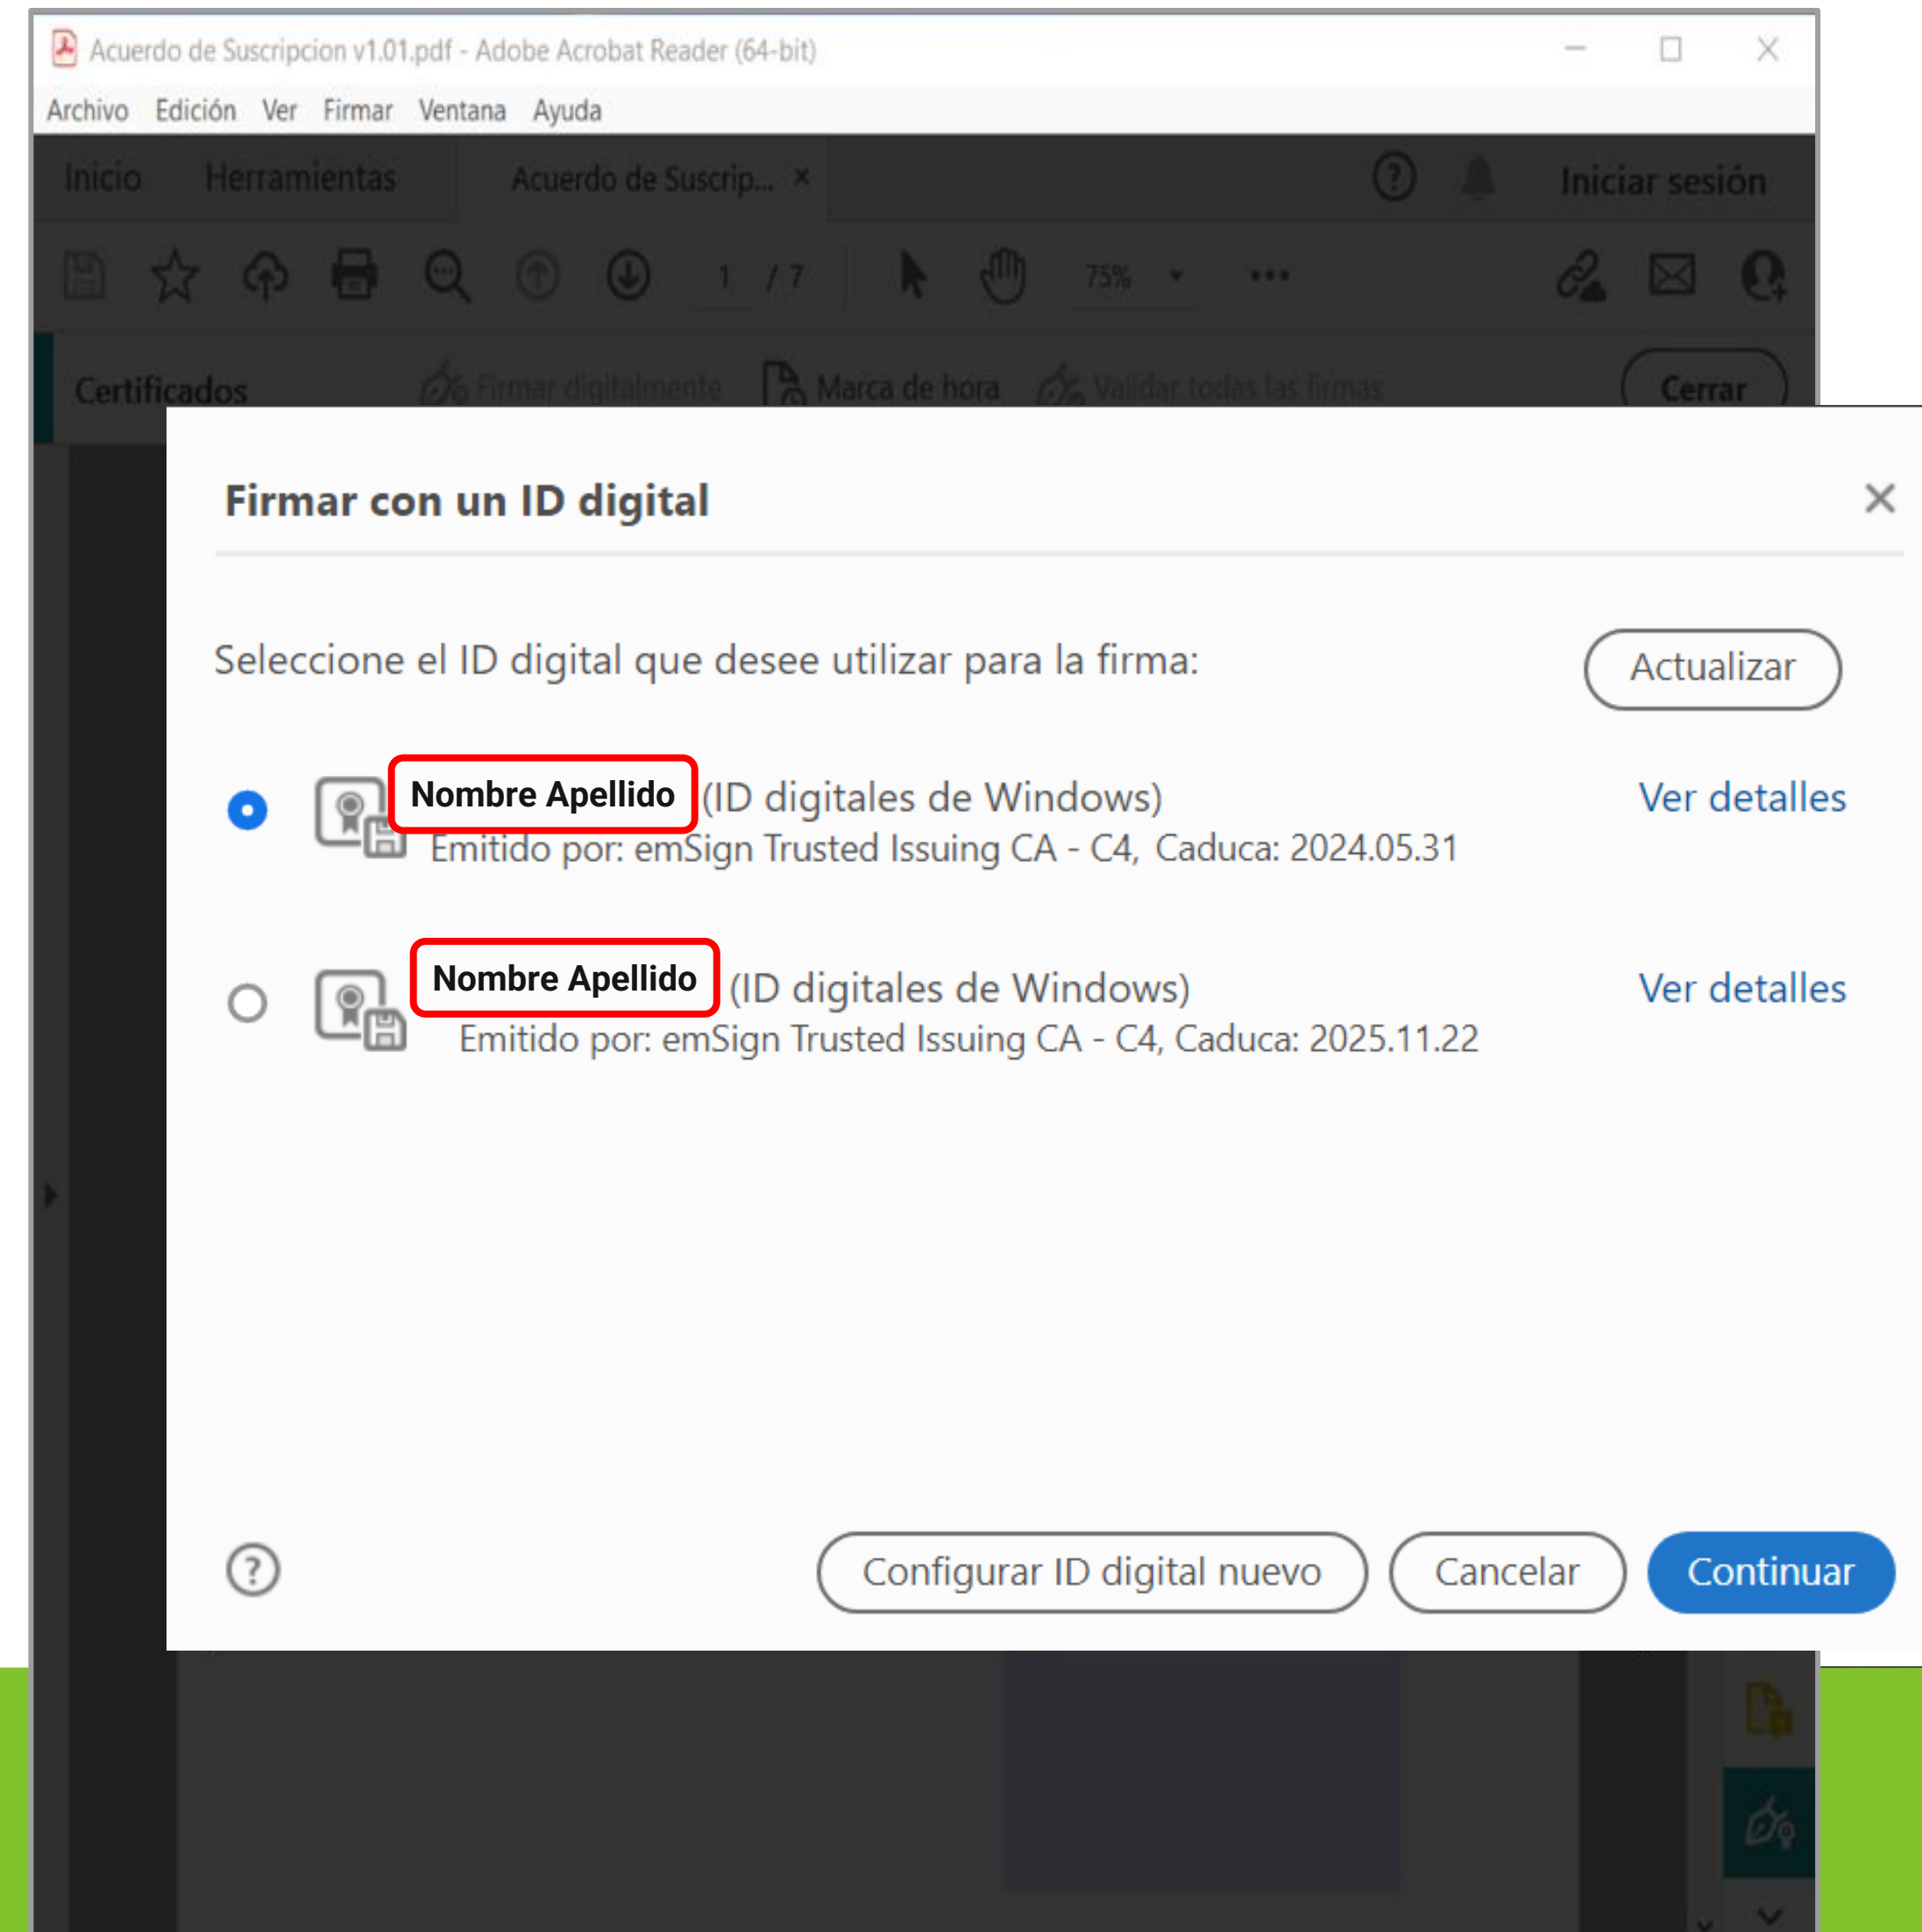 Acuerdo de Suscripcion v1.01.pdf - Adobe Acrobat Reader (64-bit)
Archivo Edición Ver Firmar Ventana Ayuda
Inicio Herramientas Acuerdo de Suscrip... × Iniciar sesión
1 / 7 75%
Certificados Firmar digitalmente Marca de hora Validar todas las firmas Cerrar
Firmar con un ID digital
Seleccione el ID digital que desee utilizar para la firma: Actualizar
Nombre Apellido (ID digitales de Windows) Ver detalles
Emitido por: emSign Trusted Issuing CA - C4, Caduca: 2024.05.31
Nombre Apellido (ID digitales de Windows) Ver detalles
Emitido por: emSign Trusted Issuing CA - C4, Caduca: 2025.11.22
Configurar ID digital nuevo Cancelar Continuar